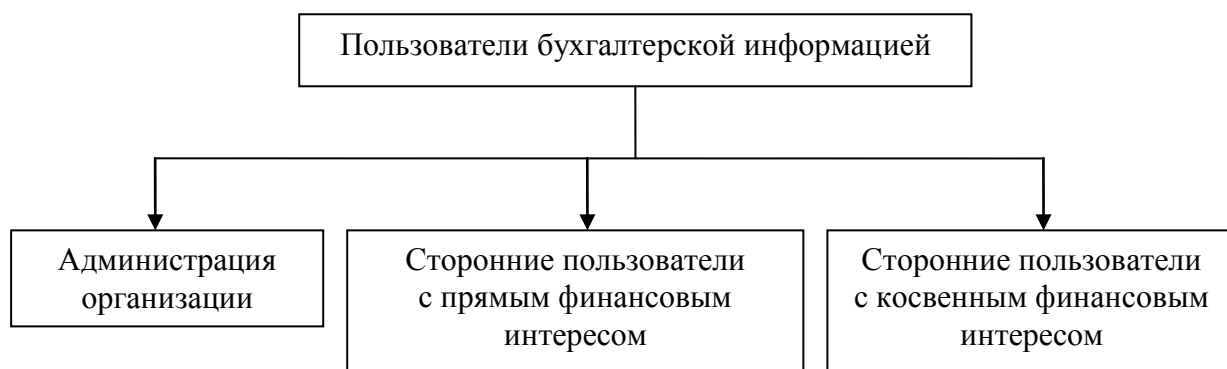 Пользователи бухгалтерской информацией
Администрация
организации
Сторонние пользователи
с прямым финансовым
интересом
Сторонние пользователи
с косвенным финансовым
интересом